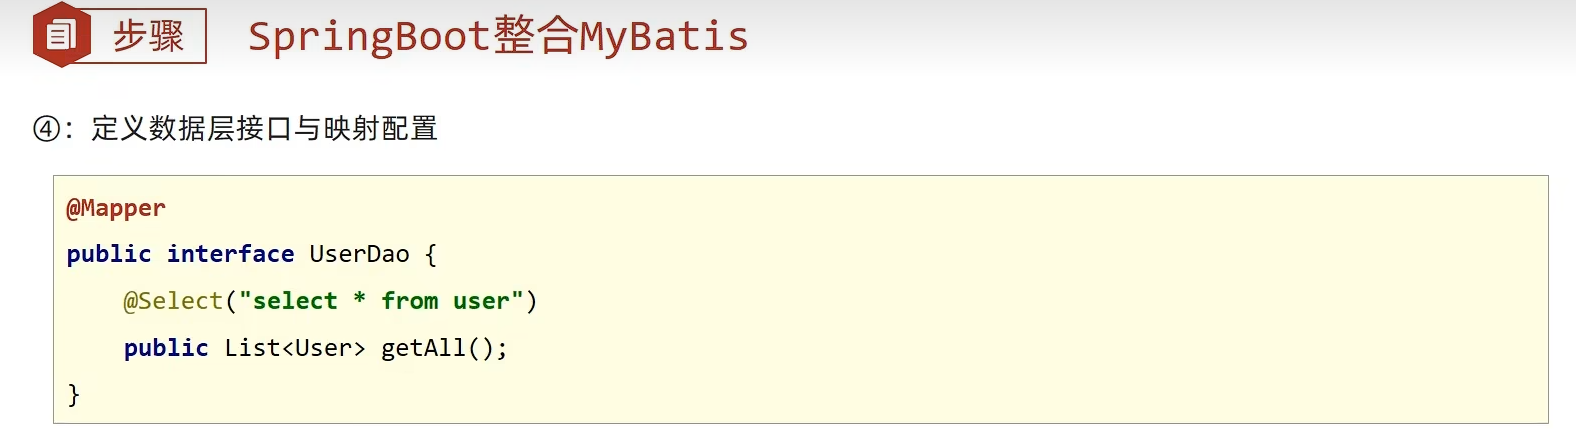 步骤 SpringBoot整合MyBatis
④：定义数据层接口与映射配置
@Mapper
public interface UserDao {
    @Select("select * from user")
    public List<User> getAll();
}